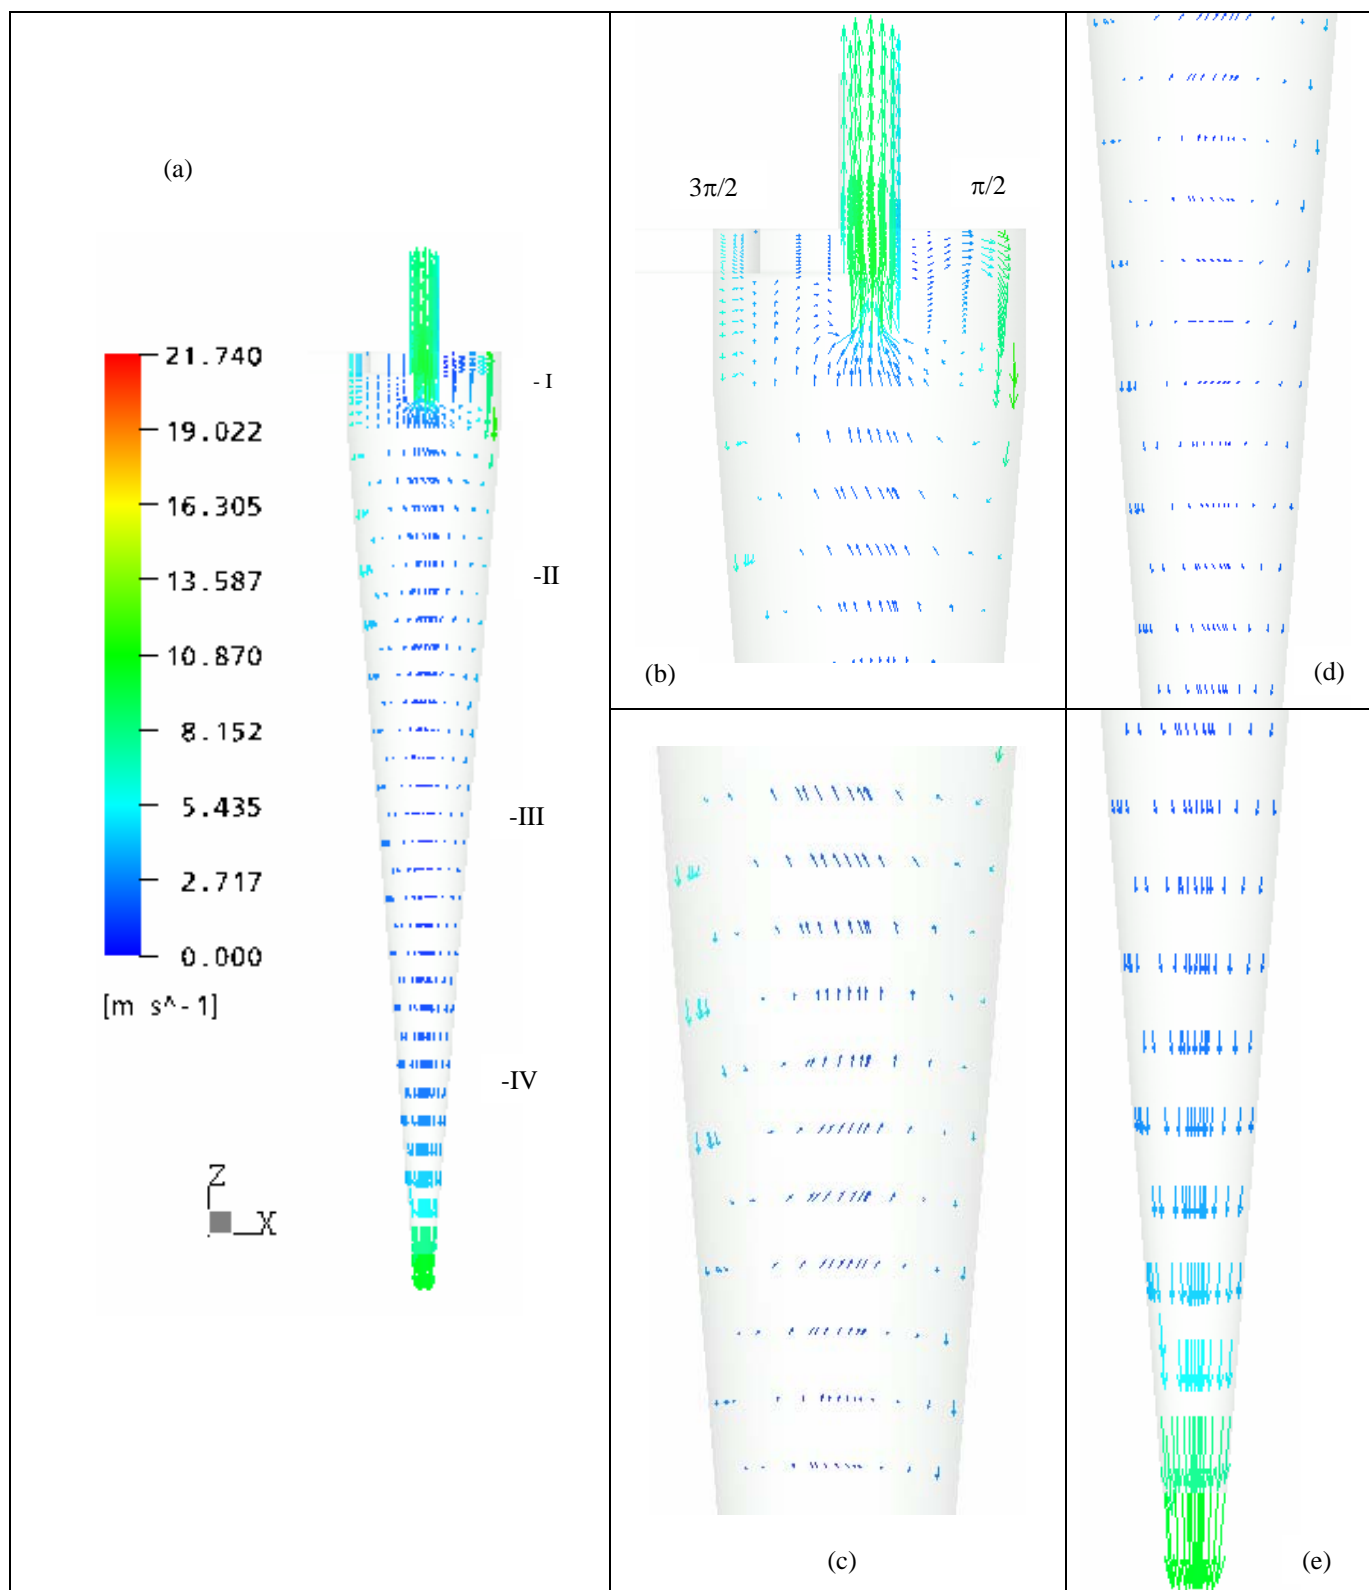 (a)
21.740
19.022
16.305
13.587
10.870
8.152
5.435
2.717
0.000
[m s^-1]
-I
-II
-III
-IV
Z
X
3π/2
π/2
(b)
(c)
(d)
(e)